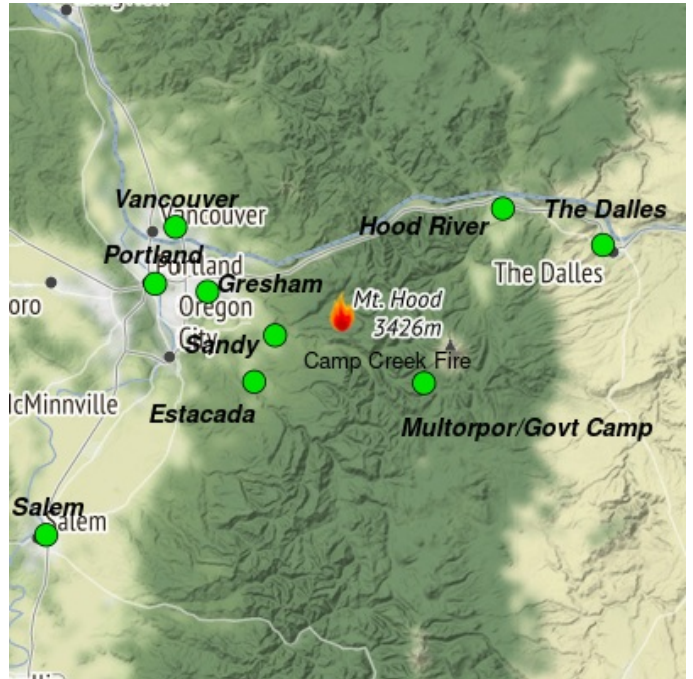 Vancouver
Vancouver
Hood River
The Dalles
The Dalles
Portland
Portland
Gresham
Oregon
City
oro
Mt. Hood
3426m
Sandy
Camp Creek Fire
McMinnville
Estacada
Multorpor/Govt Camp
Salem
Salem